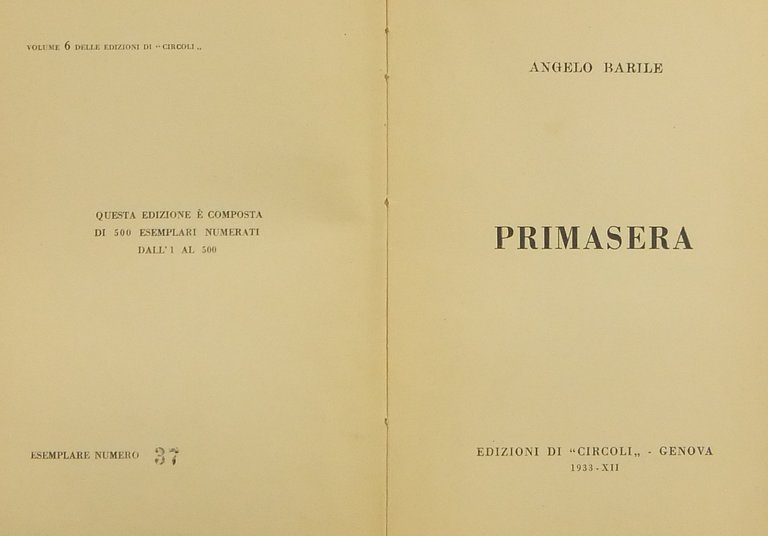 VOLUME 6 DELLE EDIZIONI DI "CIRCOLI„
QUESTA EDIZIONE È COMPOSTA
DI 500 ESEMPLARI NUMERATI
DALL'1 AL 500
ESEMPLARE NUMERO 37
ANGELO BARILE
PRIMASERA
EDIZIONI DI "CIRCOLI„ - GENOVA
1933-XII